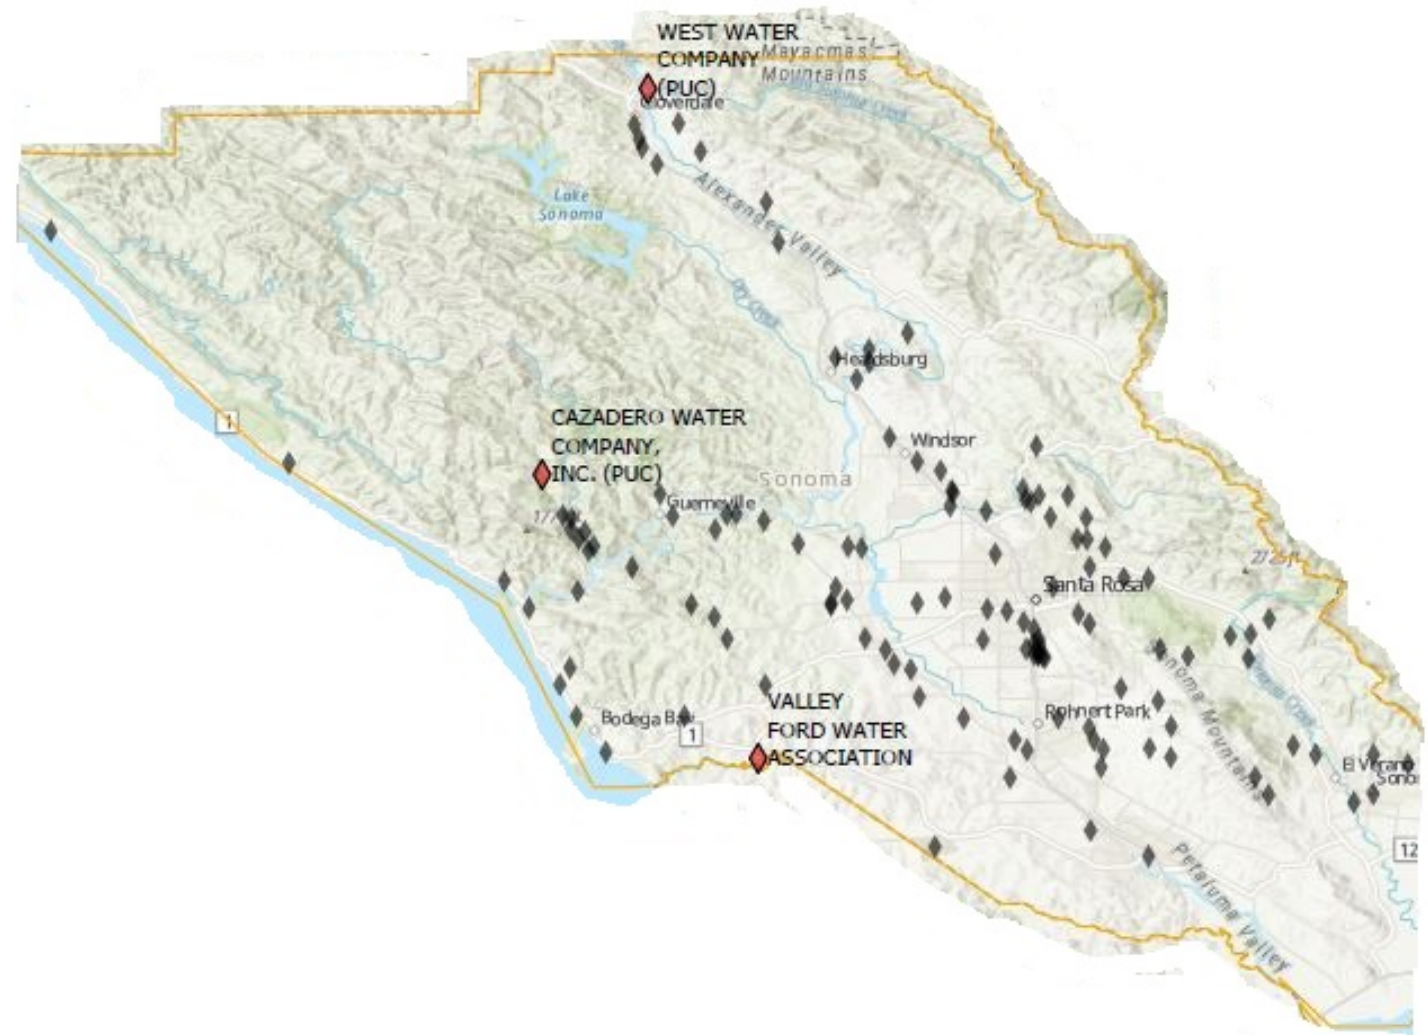 WEST WATER
COMPANY
(PUC)
Mayacmas
Mountains
Cloverdale
Alexander Valley
Lake
Sonoma
Dry Creek
Healdsburg
1
CAZADERO WATER
COMPANY,
INC. (PUC)
Windsor
Sonoma
Guerneville
Santa Rosa
Sonoma Mountains
VALLEY
FORD WATER
ASSOCIATION
Bodega Bay
1
Rohnert Park
El Verano
Sono
12
Petaluma Valley